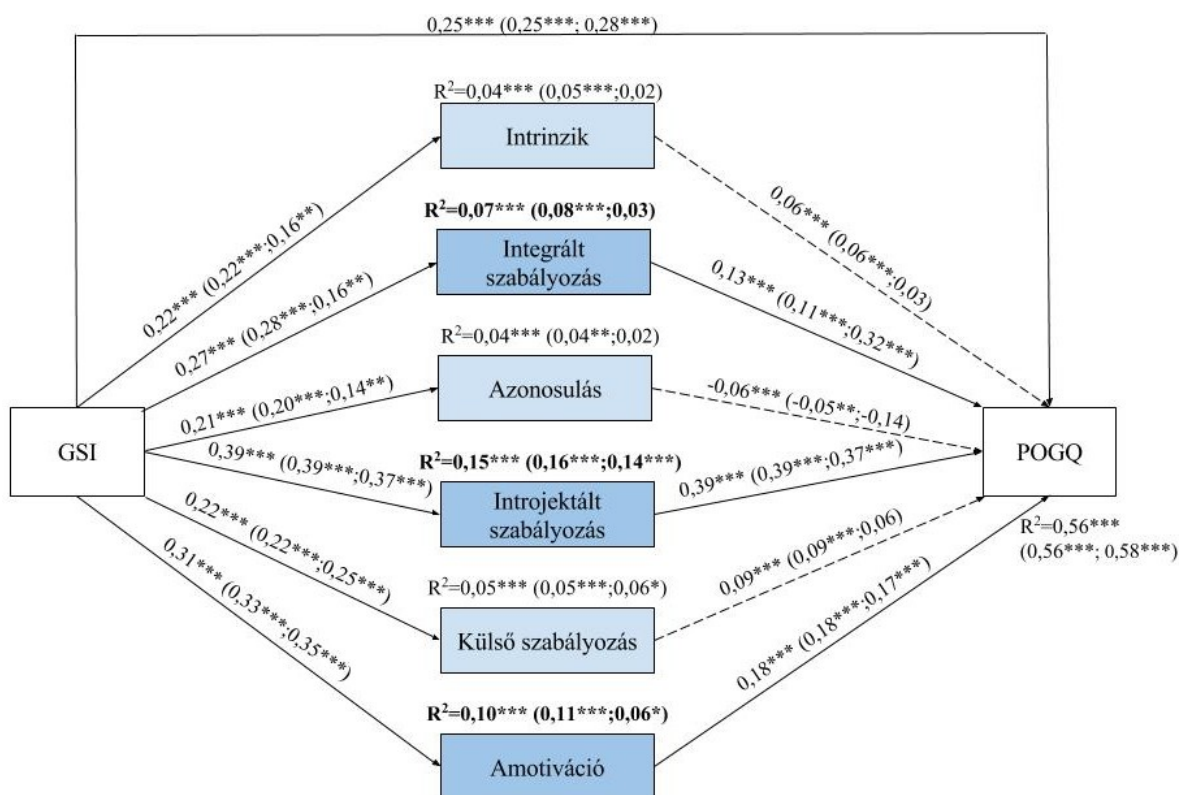 0,25*** (0,25***; 0,28***)
R²=0,04*** (0,05***;0,02)
Intrinzik
0,22*** (0,22***;0,16**)
0,06*** (0,06***;0,03)
R²=0,07*** (0,08***;0,03)
Integrált
szabályozás
0,27*** (0,28***;0,16**)
0,13*** (0,11***;0,32***)
R²=0,04*** (0,04**;0,02)
Azonosulás
0,21*** (0,20***;0,14**)
-0,06*** (-0,05**;-0,14)
GSI
POGQ
R²=0,15*** (0,16***;0,14***)
Introjektált
szabályozás
0,39*** (0,39***;0,37***)
0,39*** (0,39***;0,37***)
R²=0,56***
(0,56***; 0,58***)
0,22*** (0,22***;0,25***)
R²=0,05*** (0,05***;0,06*)
Külső szabályozás
0,09*** (0,09***;0,06)
0,31*** (0,33***;0,35***)
R²=0,10*** (0,11***;0,06*)
Amotiváció
0,18*** (0,18***;0,17***)